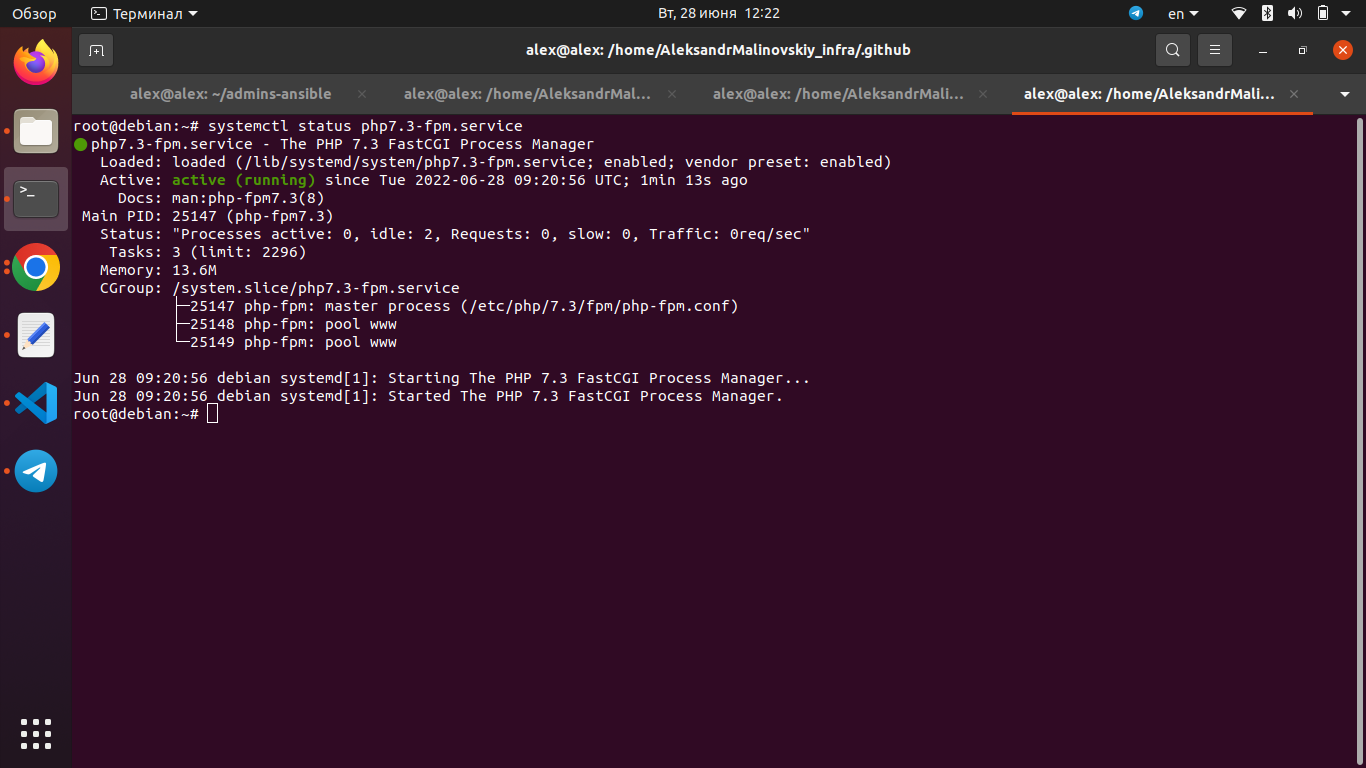 Обзор
Терминал
Вт, 28 июня 12:22
en
alex@alex: /home/AleksandrMalinovskiy_infra/.github
alex@alex: ~/admins-ansible
alex@alex: /home/AleksandrMal...
alex@alex: /home/AleksandrMali...
alex@alex: /home/AleksandrMali...
root@debian:~# systemctl status php7.3-fpm.service
● php7.3-fpm.service - The PHP 7.3 FastCGI Process Manager
Loaded: loaded (/lib/systemd/system/php7.3-fpm.service; enabled; vendor preset: enabled)
Active: active (running) since Tue 2022-06-28 09:20:56 UTC; 1min 13s ago
Docs: man:php-fpm7.3(8)
Main PID: 25147 (php-fpm7.3)
Status: "Processes active: 0, idle: 2, Requests: 0, slow: 0, Traffic: 0req/sec"
Tasks: 3 (limit: 2296)
Memory: 13.6M
CGroup: /system.slice/php7.3-fpm.service
├─25147 php-fpm: master process (/etc/php/7.3/fpm/php-fpm.conf)
├─25148 php-fpm: pool www
└─25149 php-fpm: pool www
Jun 28 09:20:56 debian systemd[1]: Starting The PHP 7.3 FastCGI Process Manager...
Jun 28 09:20:56 debian systemd[1]: Started The PHP 7.3 FastCGI Process Manager.
root@debian:~#